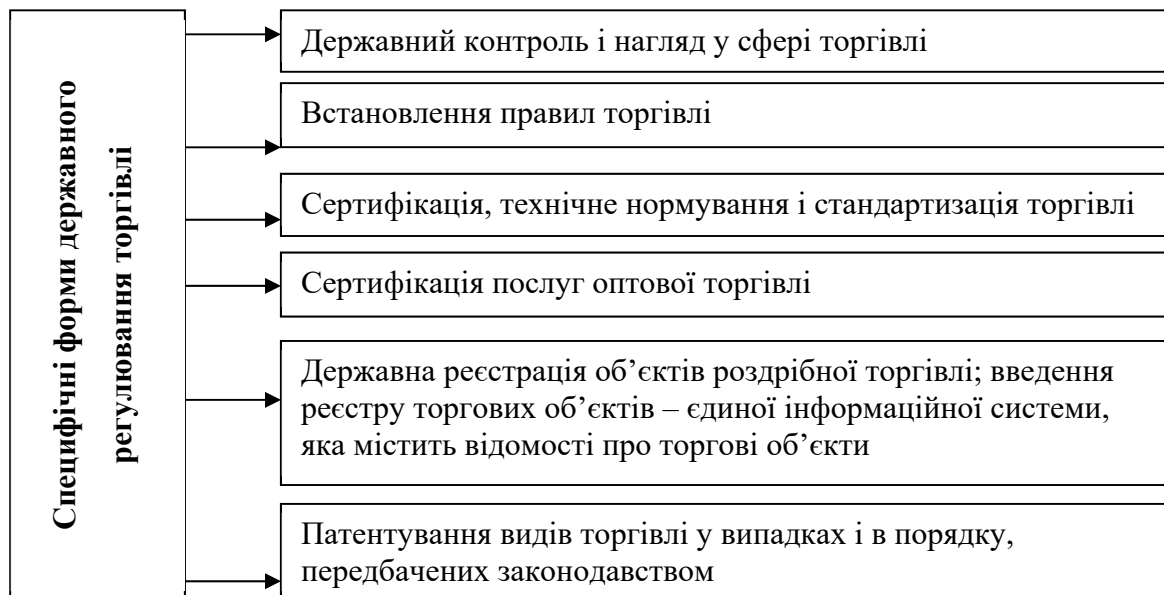 Специфічні форми державного
регулювання торгівлі
Державний контроль і нагляд у сфері торгівлі
Встановлення правил торгівлі
Сертифікація, технічне нормування і стандартизація торгівлі
Сертифікація послуг оптової торгівлі
Державна реєстрація об’єктів роздрібної торгівлі; введення
реєстру торгових об’єктів – єдиної інформаційної системи,
яка містить відомості про торгові об’єкти
Патентування видів торгівлі у випадках і в порядку,
передбачених законодавством